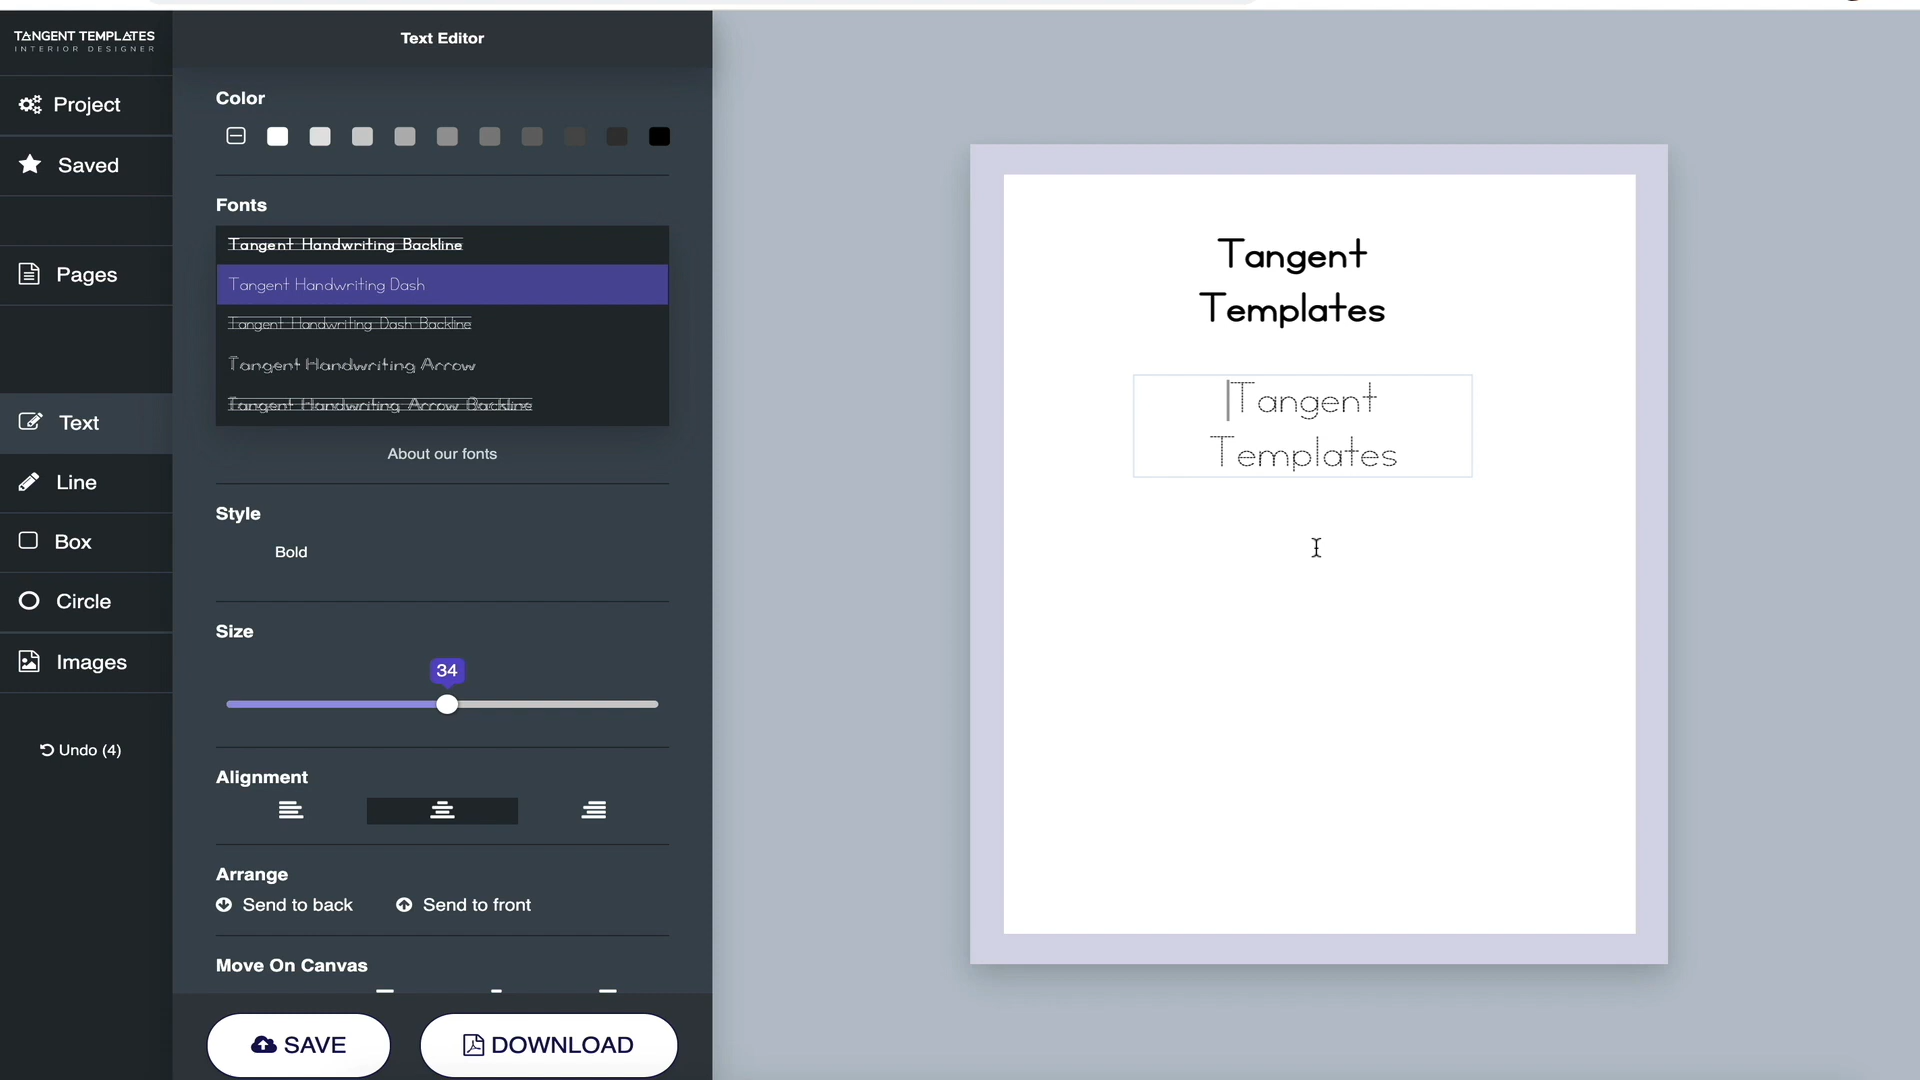 TANGENT TEMPLATES
INTERIOR DESIGNER
Project
Saved
Pages
Text
Line
Box
Circle
Images
Undo (4)
Text Editor
Color
Fonts
Tangent Handwriting Backline
Tangent Handwriting Dash
Tangent Handwriting Dash Backline
Tangent Handwriting Arrow
Tangent Handwriting Arrow Backline
About our fonts
Style
Bold
Size
34
Alignment
Arrange
Send to back Send to front
Move On Canvas
SAVE DOWNLOAD
Tangent
Templates
Tangent
Templates